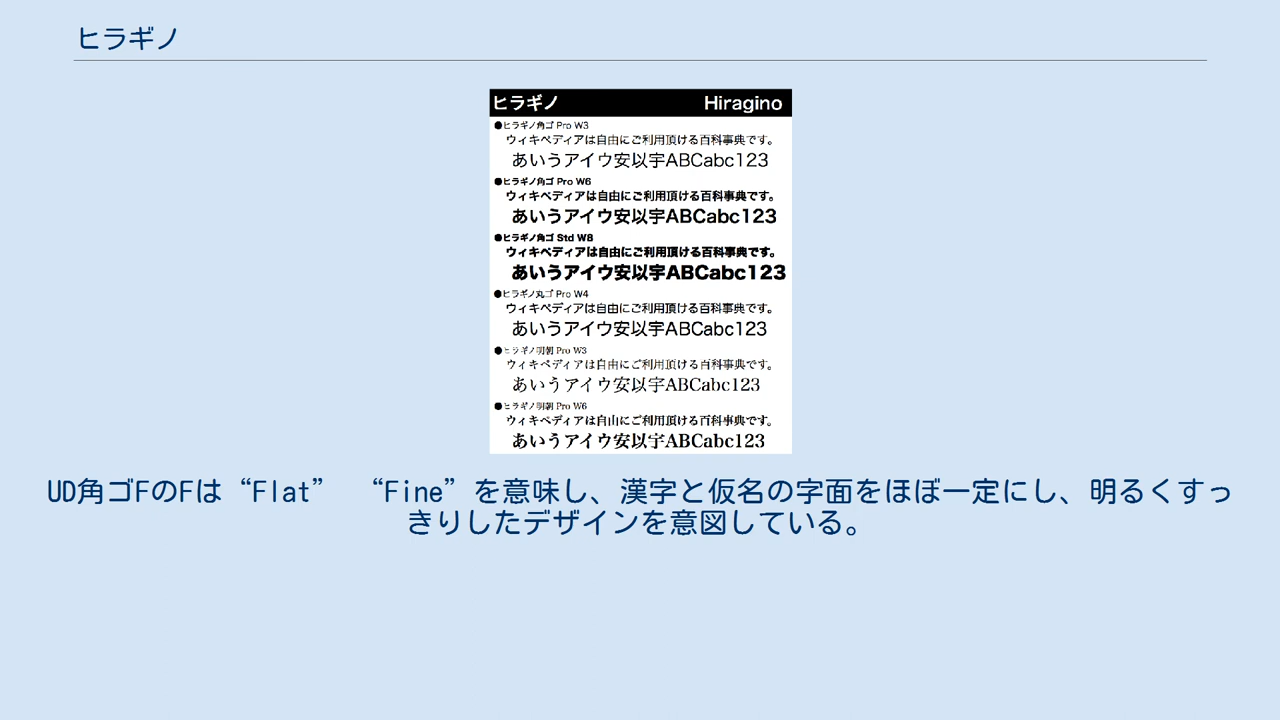 ヒラギノ
ヒラギノ Hiragino
●ヒラギノ角ゴ Pro W3
ウィキペディアは自由にご利用頂ける百科事典です。
あいうアイウ安以宇ABCabc123
●ヒラギノ角ゴ Pro W6
ウィキペディアは自由にご利用頂ける百科事典です。
あいうアイウ安以宇ABCabc123
●ヒラギノ角ゴ Std W8
ウィキペディアは自由にご利用頂ける百科事典です。
あいうアイウ安以宇ABCabc123
●ヒラギノ丸ゴ Pro W4
ウィキペディアは自由にご利用頂ける百科事典です。
あいうアイウ安以宇ABCabc123
●ヒラギノ明朝 Pro W3
ウィキペディアは自由にご利用頂ける百科事典です。
あいうアイウ安以宇ABCabc123
●ヒラギノ明朝 Pro W6
ウィキペディアは自由にご利用頂ける百科事典です。
あいうアイウ安以宇ABCabc123
UD角ゴFのFは“Flat” “Fine”を意味し、漢字と仮名の字面をほぼ一定にし、明るくすっ
きりしたデザインを意図している。